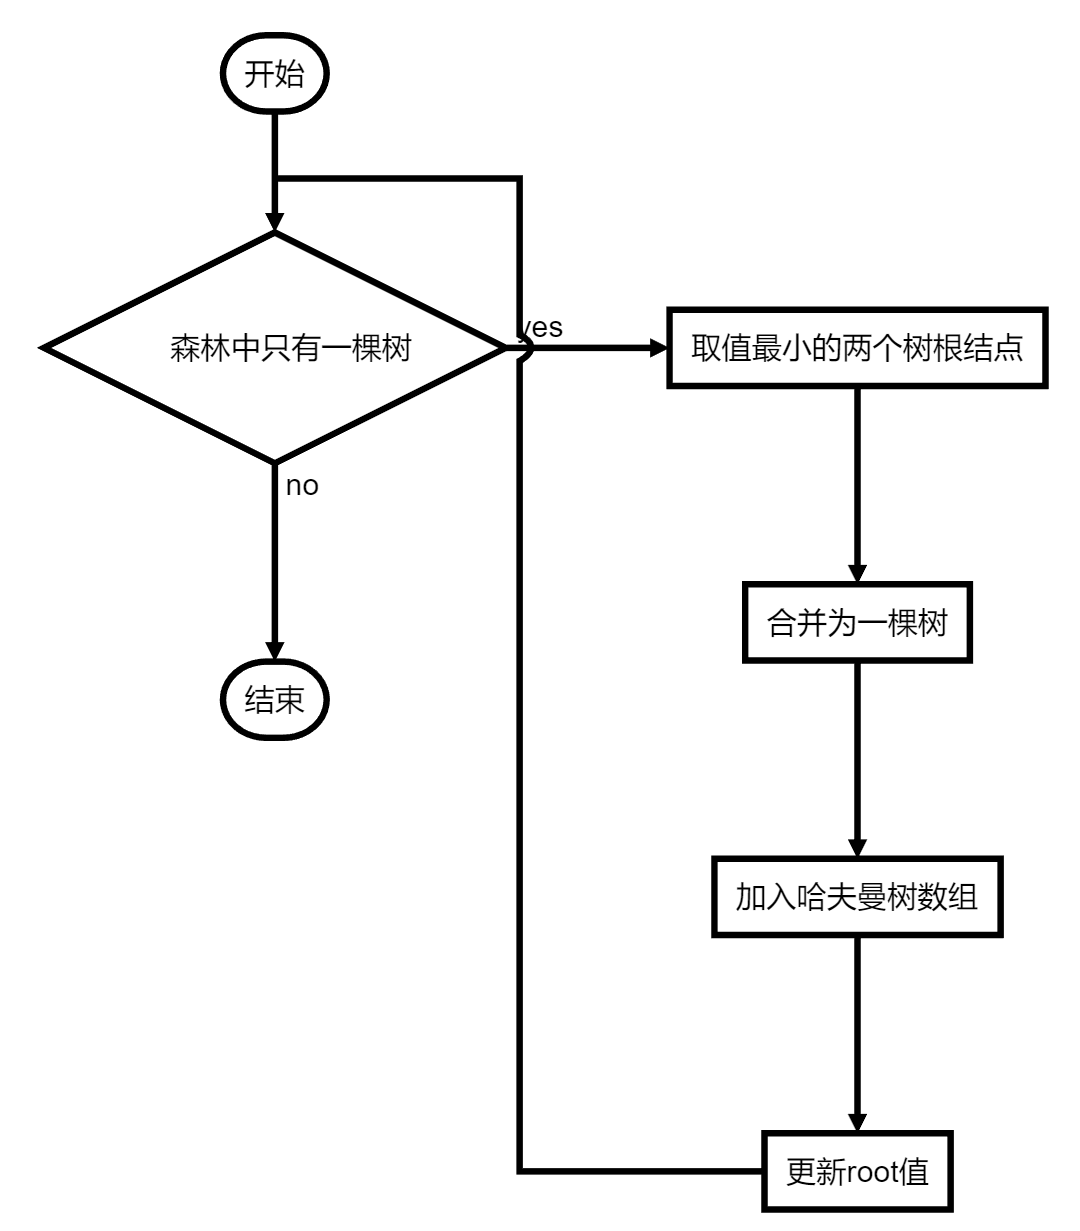 开始
森林中只有一棵树
yes
取值最小的两个树根结点
no
合并为一棵树
结束
加入哈夫曼树数组
更新root值